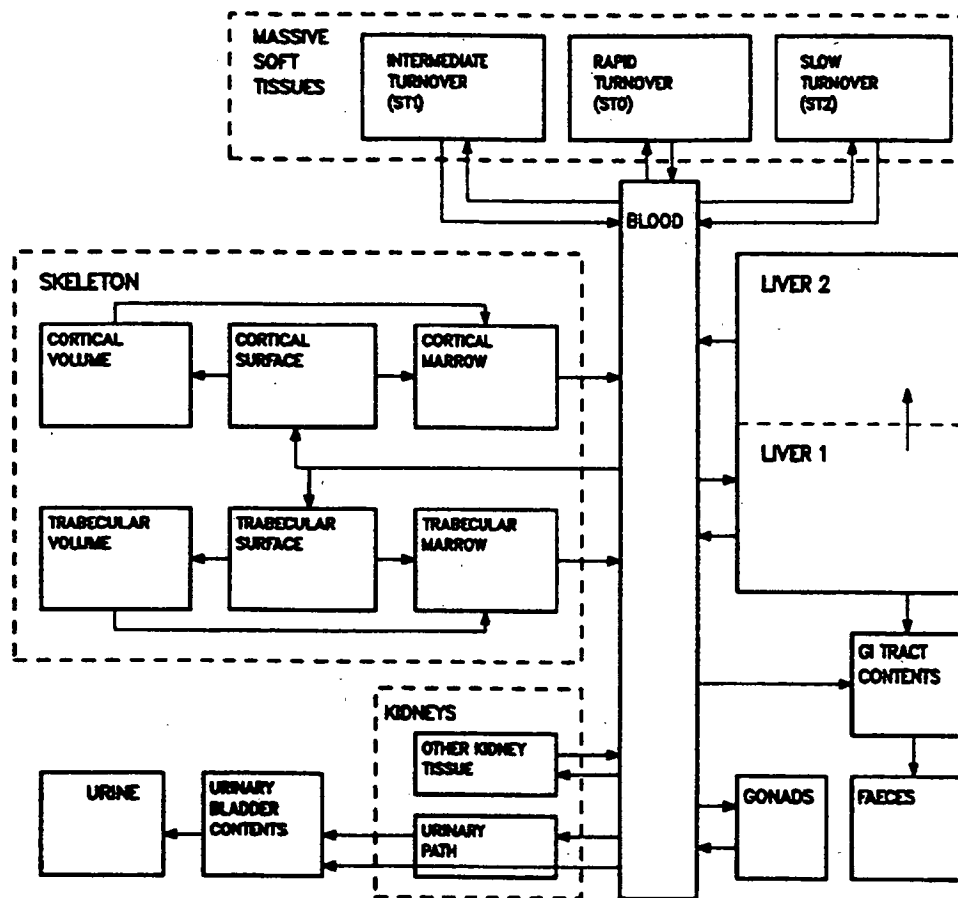 MASSIVE
SOFT
TISSUES
INTERMEDIATE
TURNOVER
(ST1)
RAPID
TURNOVER
(ST0)
SLOW
TURNOVER
(ST2)
BLOOD
SKELETON
CORTICAL
VOLUME
CORTICAL
SURFACE
CORTICAL
MARROW
TRABECULAR
VOLUME
TRABECULAR
SURFACE
TRABECULAR
MARROW
LIVER 2
LIVER 1
GI TRACT
CONTENTS
KIDNEYS
OTHER KIDNEY
TISSUE
URINARY
PATH
URINE
URINARY
BLADDER
CONTENTS
GONADS
FAECES